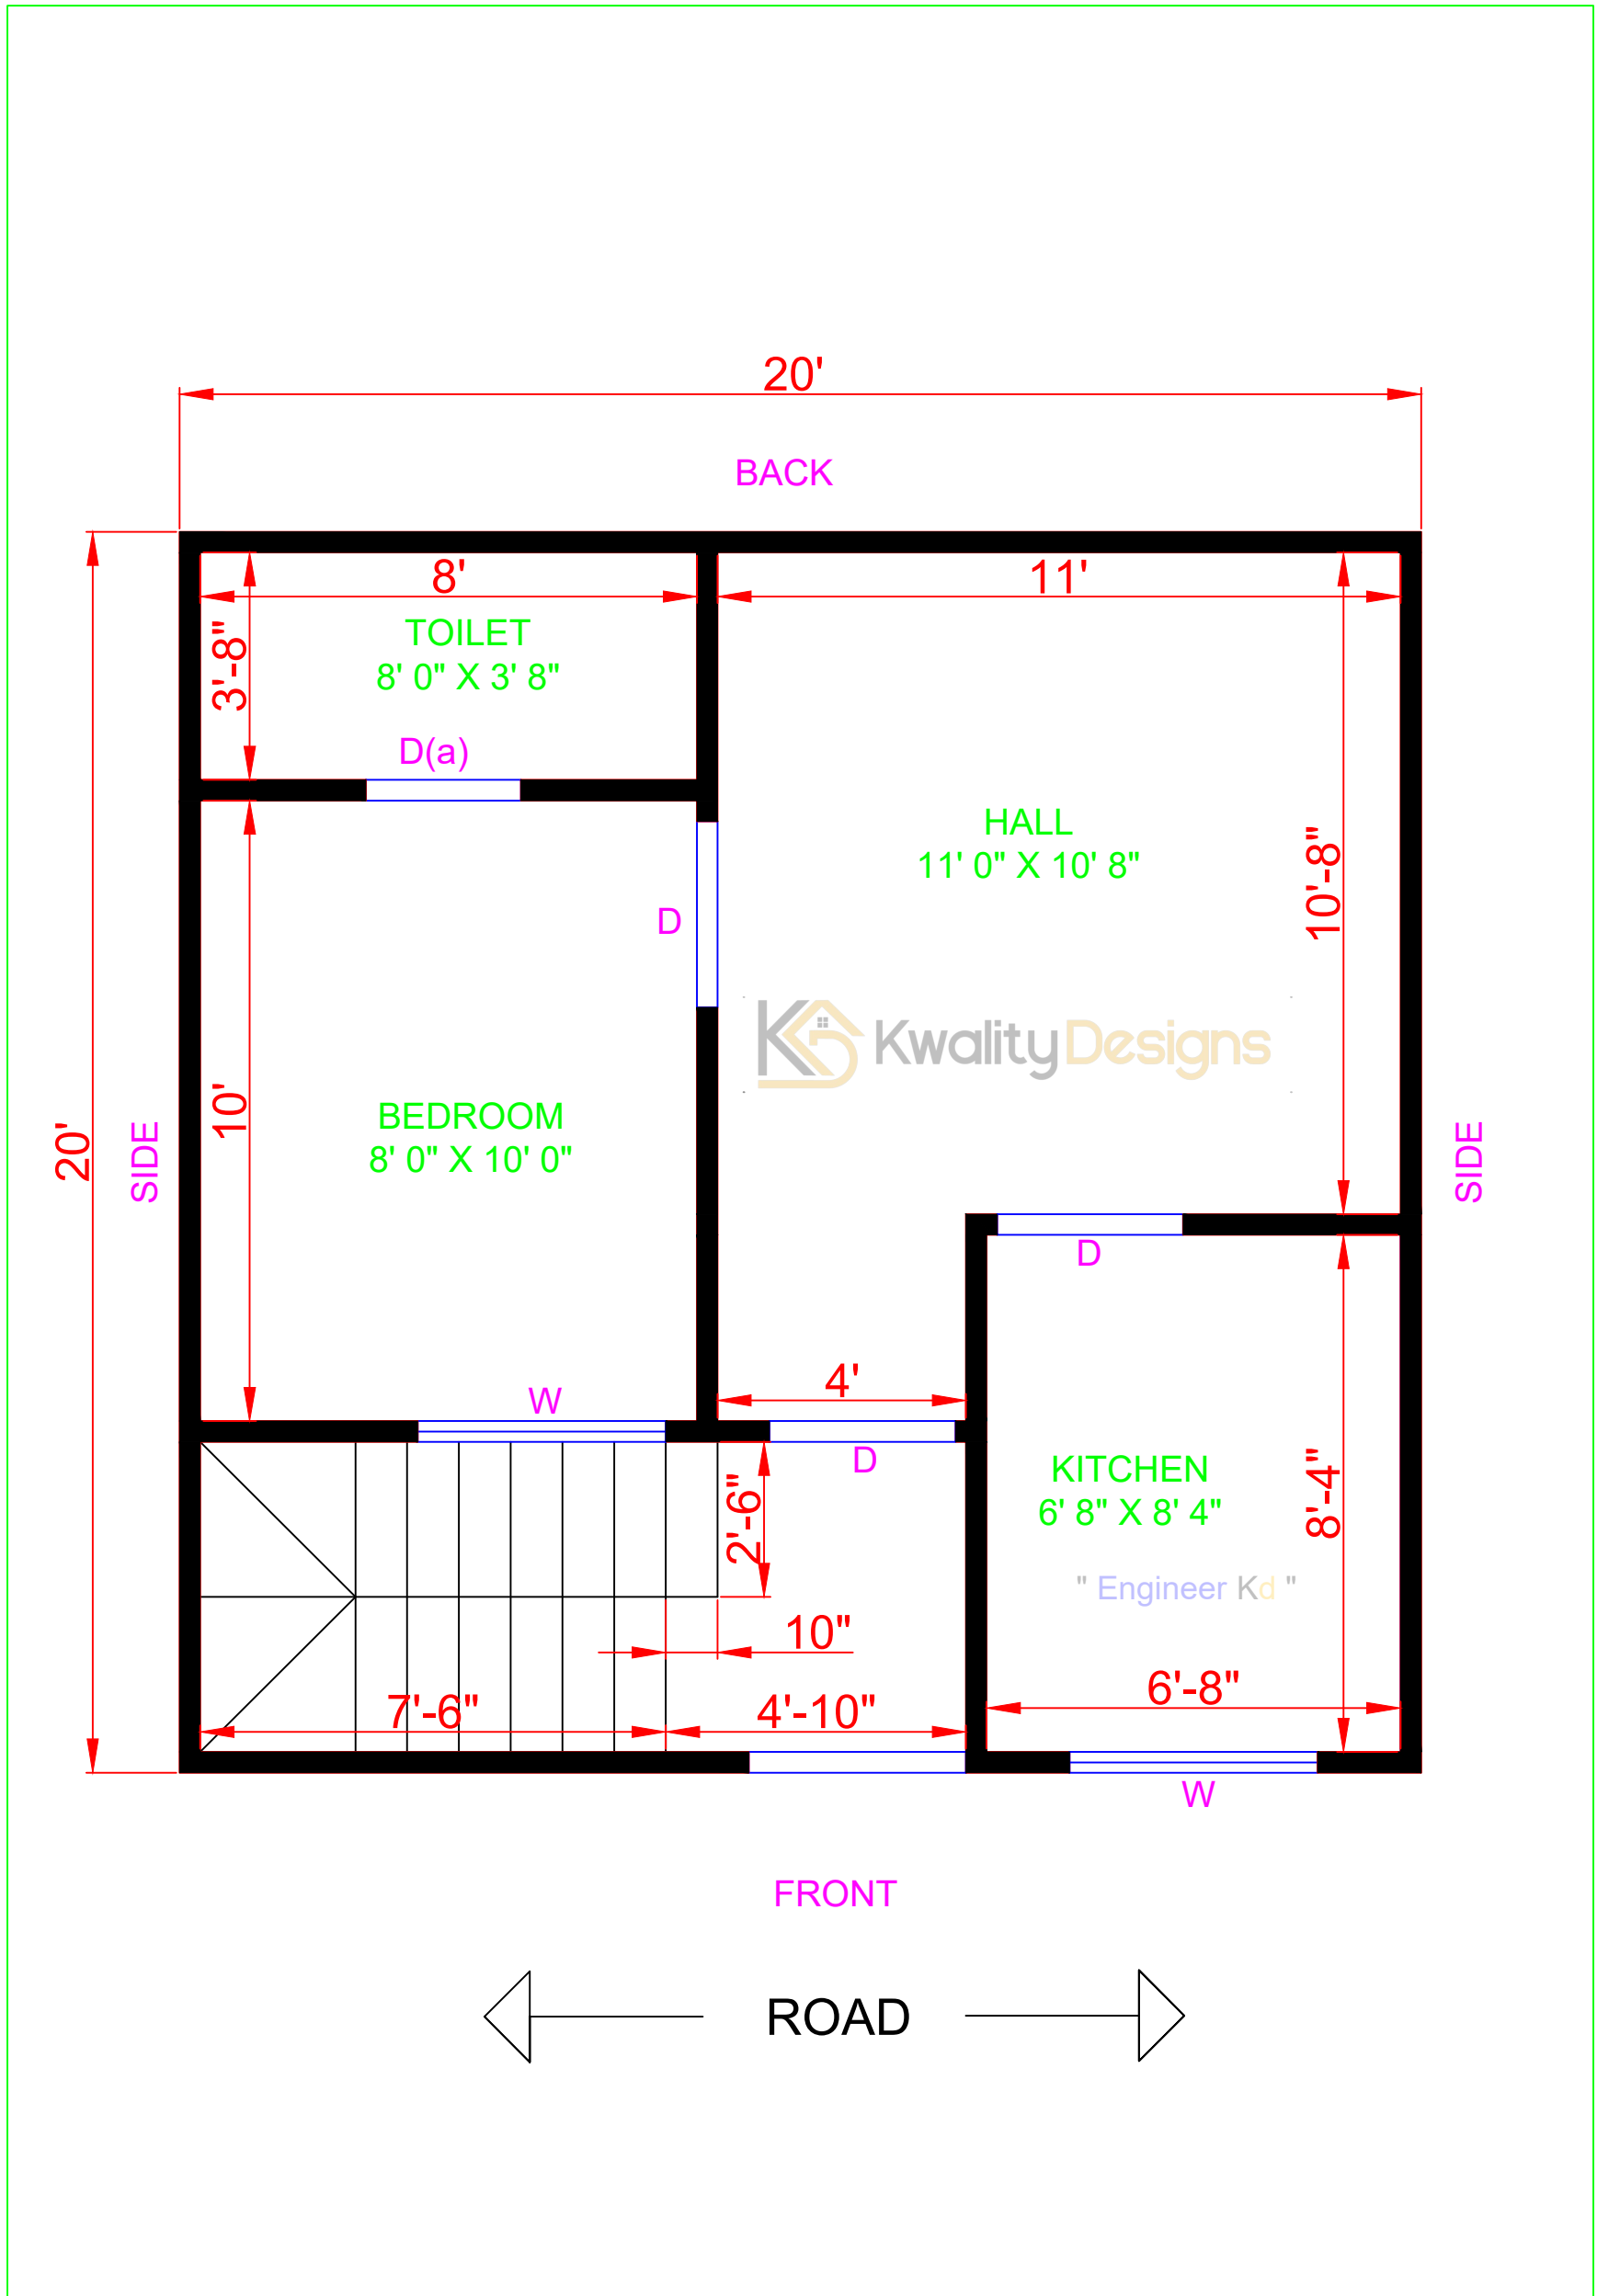 20'
BACK
8'
11'
TOILET
8' 0" X 3' 8"
3'-8"
D(a)
HALL
11' 0" X 10' 8"
10'-8"
D
KwalityDesigns
10'
BEDROOM
8' 0" X 10' 0"
20'
SIDE
SIDE
D
4'
W
D
KITCHEN
6' 8" X 8' 4"
8'-4"
2'-6"
" Engineer Kd "
10"
6'-8"
7'-6"
4'-10"
W
FRONT
ROAD